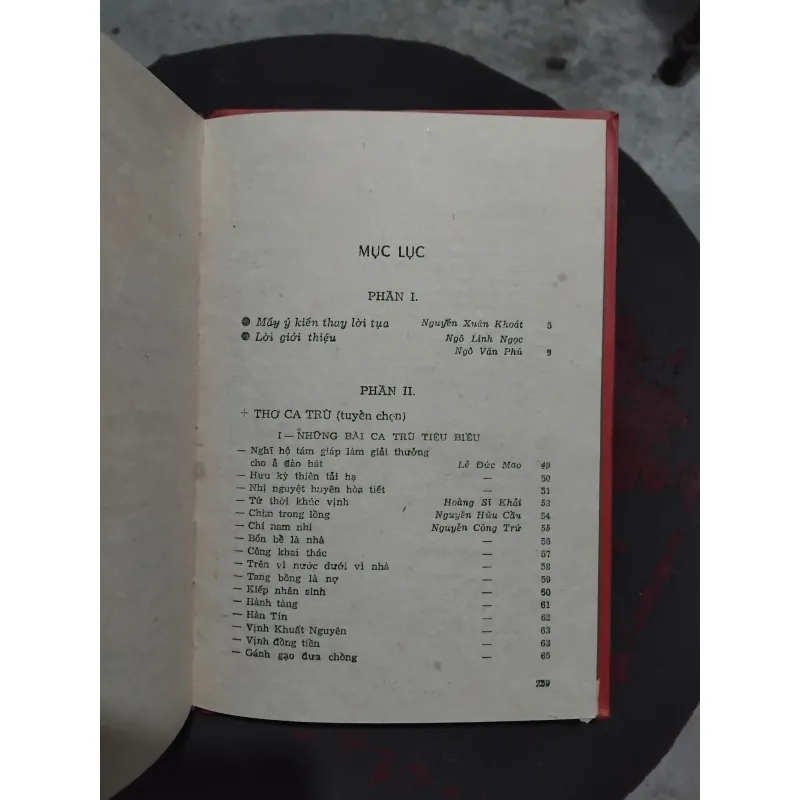 MỤC LỤC
PHẦN I.
● Mấy ý kiến thay lời tựa Nguyễn Xuân Khoát 5
● Lời giới thiệu Ngô Linh Ngọc
Ngô Văn Phú 9
PHẦN II.
+ THƠ CA TRÙ (tuyển chọn)
I — NHỮNG BÀI CA TRÙ TIÊU BIỂU
— Nghĩ hộ tám giáp làm giải thưởng
cho ả đào hát Lê Đức Mao 49
— Hưu kỳ thiên tải hạ — 50
— Nhị nguyệt huyên hòa tiết — 51
— Tứ thời khúc vịnh Hoàng Sĩ Khải 53
— Chim trong lồng Nguyễn Hữu Cầu 54
— Chí nam nhi Nguyễn Công Trứ 55
— Bốn bề là nhà — 56
— Công khai thác — 57
— Trên vì nước dưới vì nhà — 58
— Tang bồng là nợ — 59
— Kiếp nhân sinh — 60
— Hành tàng — 61
— Hàn Tín — 62
— Vịnh Khuất Nguyên — 63
— Vịnh đồng tiền — 63
— Gánh gạo đưa chồng — 65
259